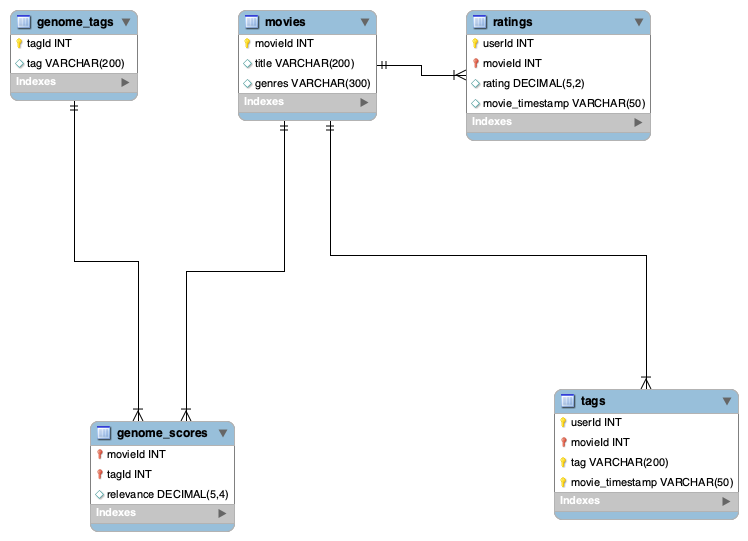 genome_tags
tagId INT
tag VARCHAR(200)
Indexes
movies
movieId INT
title VARCHAR(200)
genres VARCHAR(300)
Indexes
ratings
userId INT
movieId INT
rating DECIMAL(5,2)
movie_timestamp VARCHAR(50)
Indexes
genome_scores
movieId INT
tagId INT
relevance DECIMAL(5,4)
Indexes
tags
userId INT
movieId INT
tag VARCHAR(200)
movie_timestamp VARCHAR(50)
Indexes